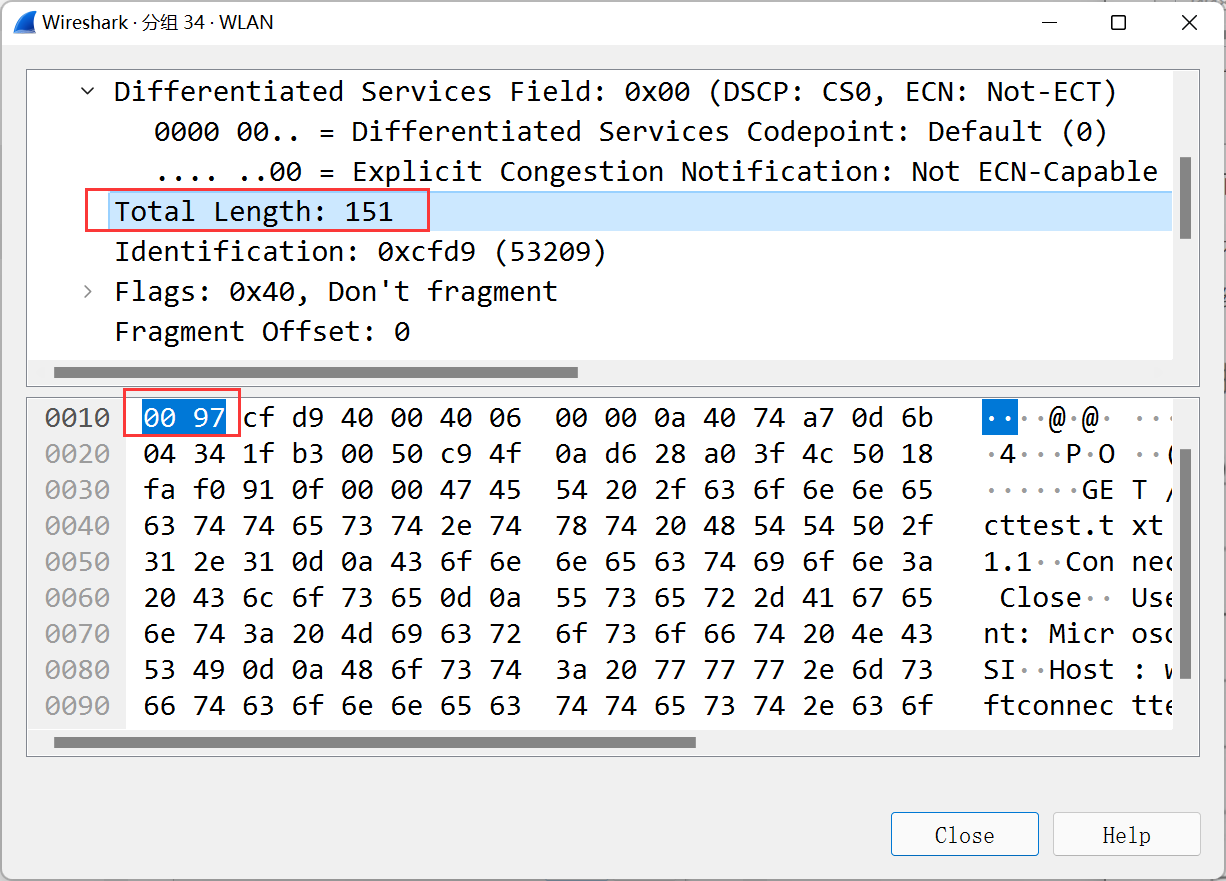 Wireshark · 分组 34 · WLAN
Differentiated Services Field: 0x00 (DSCP: CS0, ECN: Not-ECT)
0000 00.. = Differentiated Services Codepoint: Default (0)
.... ..00 = Explicit Congestion Notification: Not ECN-Capable
Total Length: 151
Identification: 0xcfd9 (53209)
Flags: 0x40, Don't fragment
Fragment Offset: 0
0010 00 97 cf d9 40 00 40 06 00 00 0a 40 74 a7 0d 6b ····@·@· ···
0020 04 34 1f b3 00 50 c9 4f 0a d6 28 a0 3f 4c 50 18 ·4···P·O ··(
0030 fa f0 91 0f 00 00 47 45 54 20 2f 63 6f 6e 6e 65 ······GE T /
0040 63 74 74 65 73 74 2e 74 78 74 20 48 54 54 50 2f cttest.t xt
0050 31 2e 31 0d 0a 43 6f 6e 6e 65 63 74 69 6f 6e 3a 1.1··Con nec
0060 20 43 6c 6f 73 65 0d 0a 55 73 65 72 2d 41 67 65 Close·· Use
0070 6e 74 3a 20 4d 69 63 72 6f 73 6f 66 74 20 4e 43 nt: Micr oso
0080 53 49 0d 0a 48 6f 73 74 3a 20 77 77 77 2e 6d 73 SI··Host : w
0090 66 74 63 6f 6e 6e 65 63 74 74 65 73 74 2e 63 6f ftconnec tte
Close Help